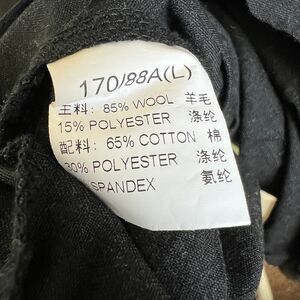 170/88A(L)
主料: 85% WOOL 羊毛
15% POLYESTER 涤纶
配料: 65% COTTON 棉
30% POLYESTER 涤纶
SPANDEX 氨纶